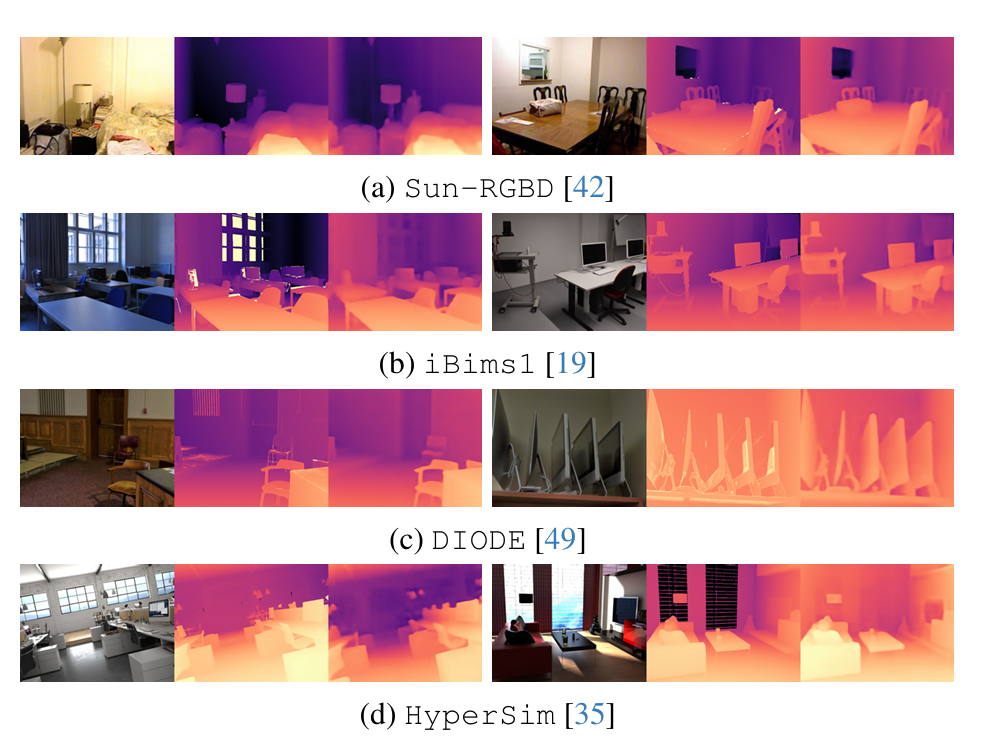 (a) Sun-RGBD [42]
(b) iBims1 [19]
(c) DIODE [49]
(d) HyperSim [35]